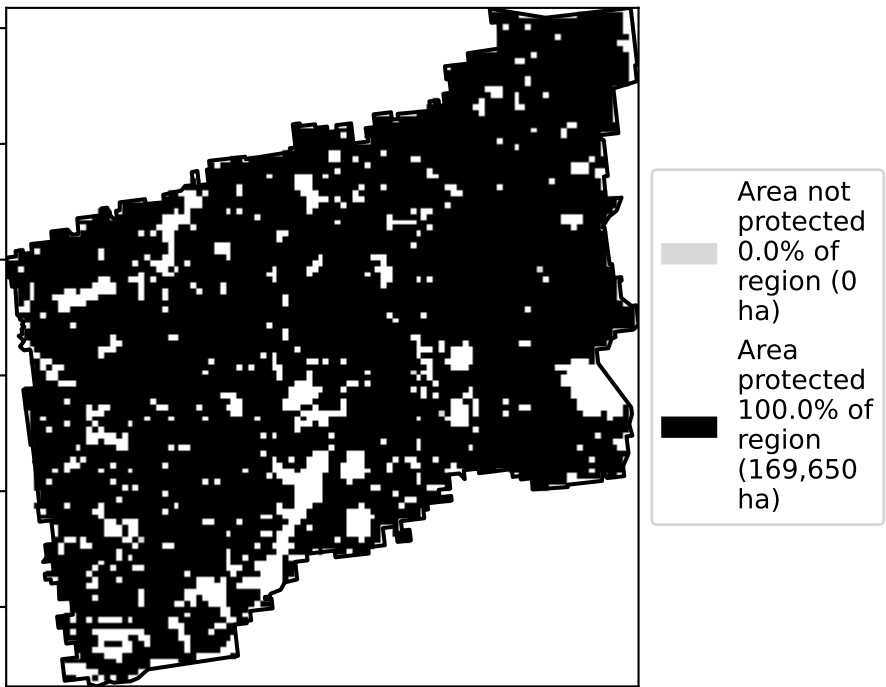 Area not
protected
0.0% of
region (0
ha)
Area
protected
100.0% of
region
(169,650
ha)